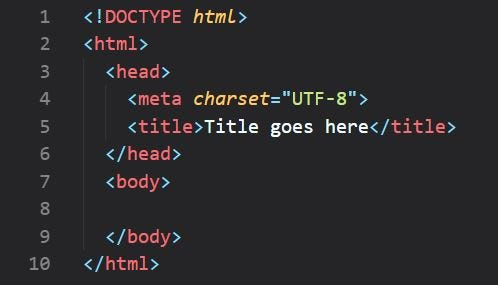 1 <!DOCTYPE html>
2 <html>
3   <head>
4     <meta charset="UTF-8">
5     <title>Title goes here</title>
6   </head>
7   <body>
8
9   </body>
10 </html>